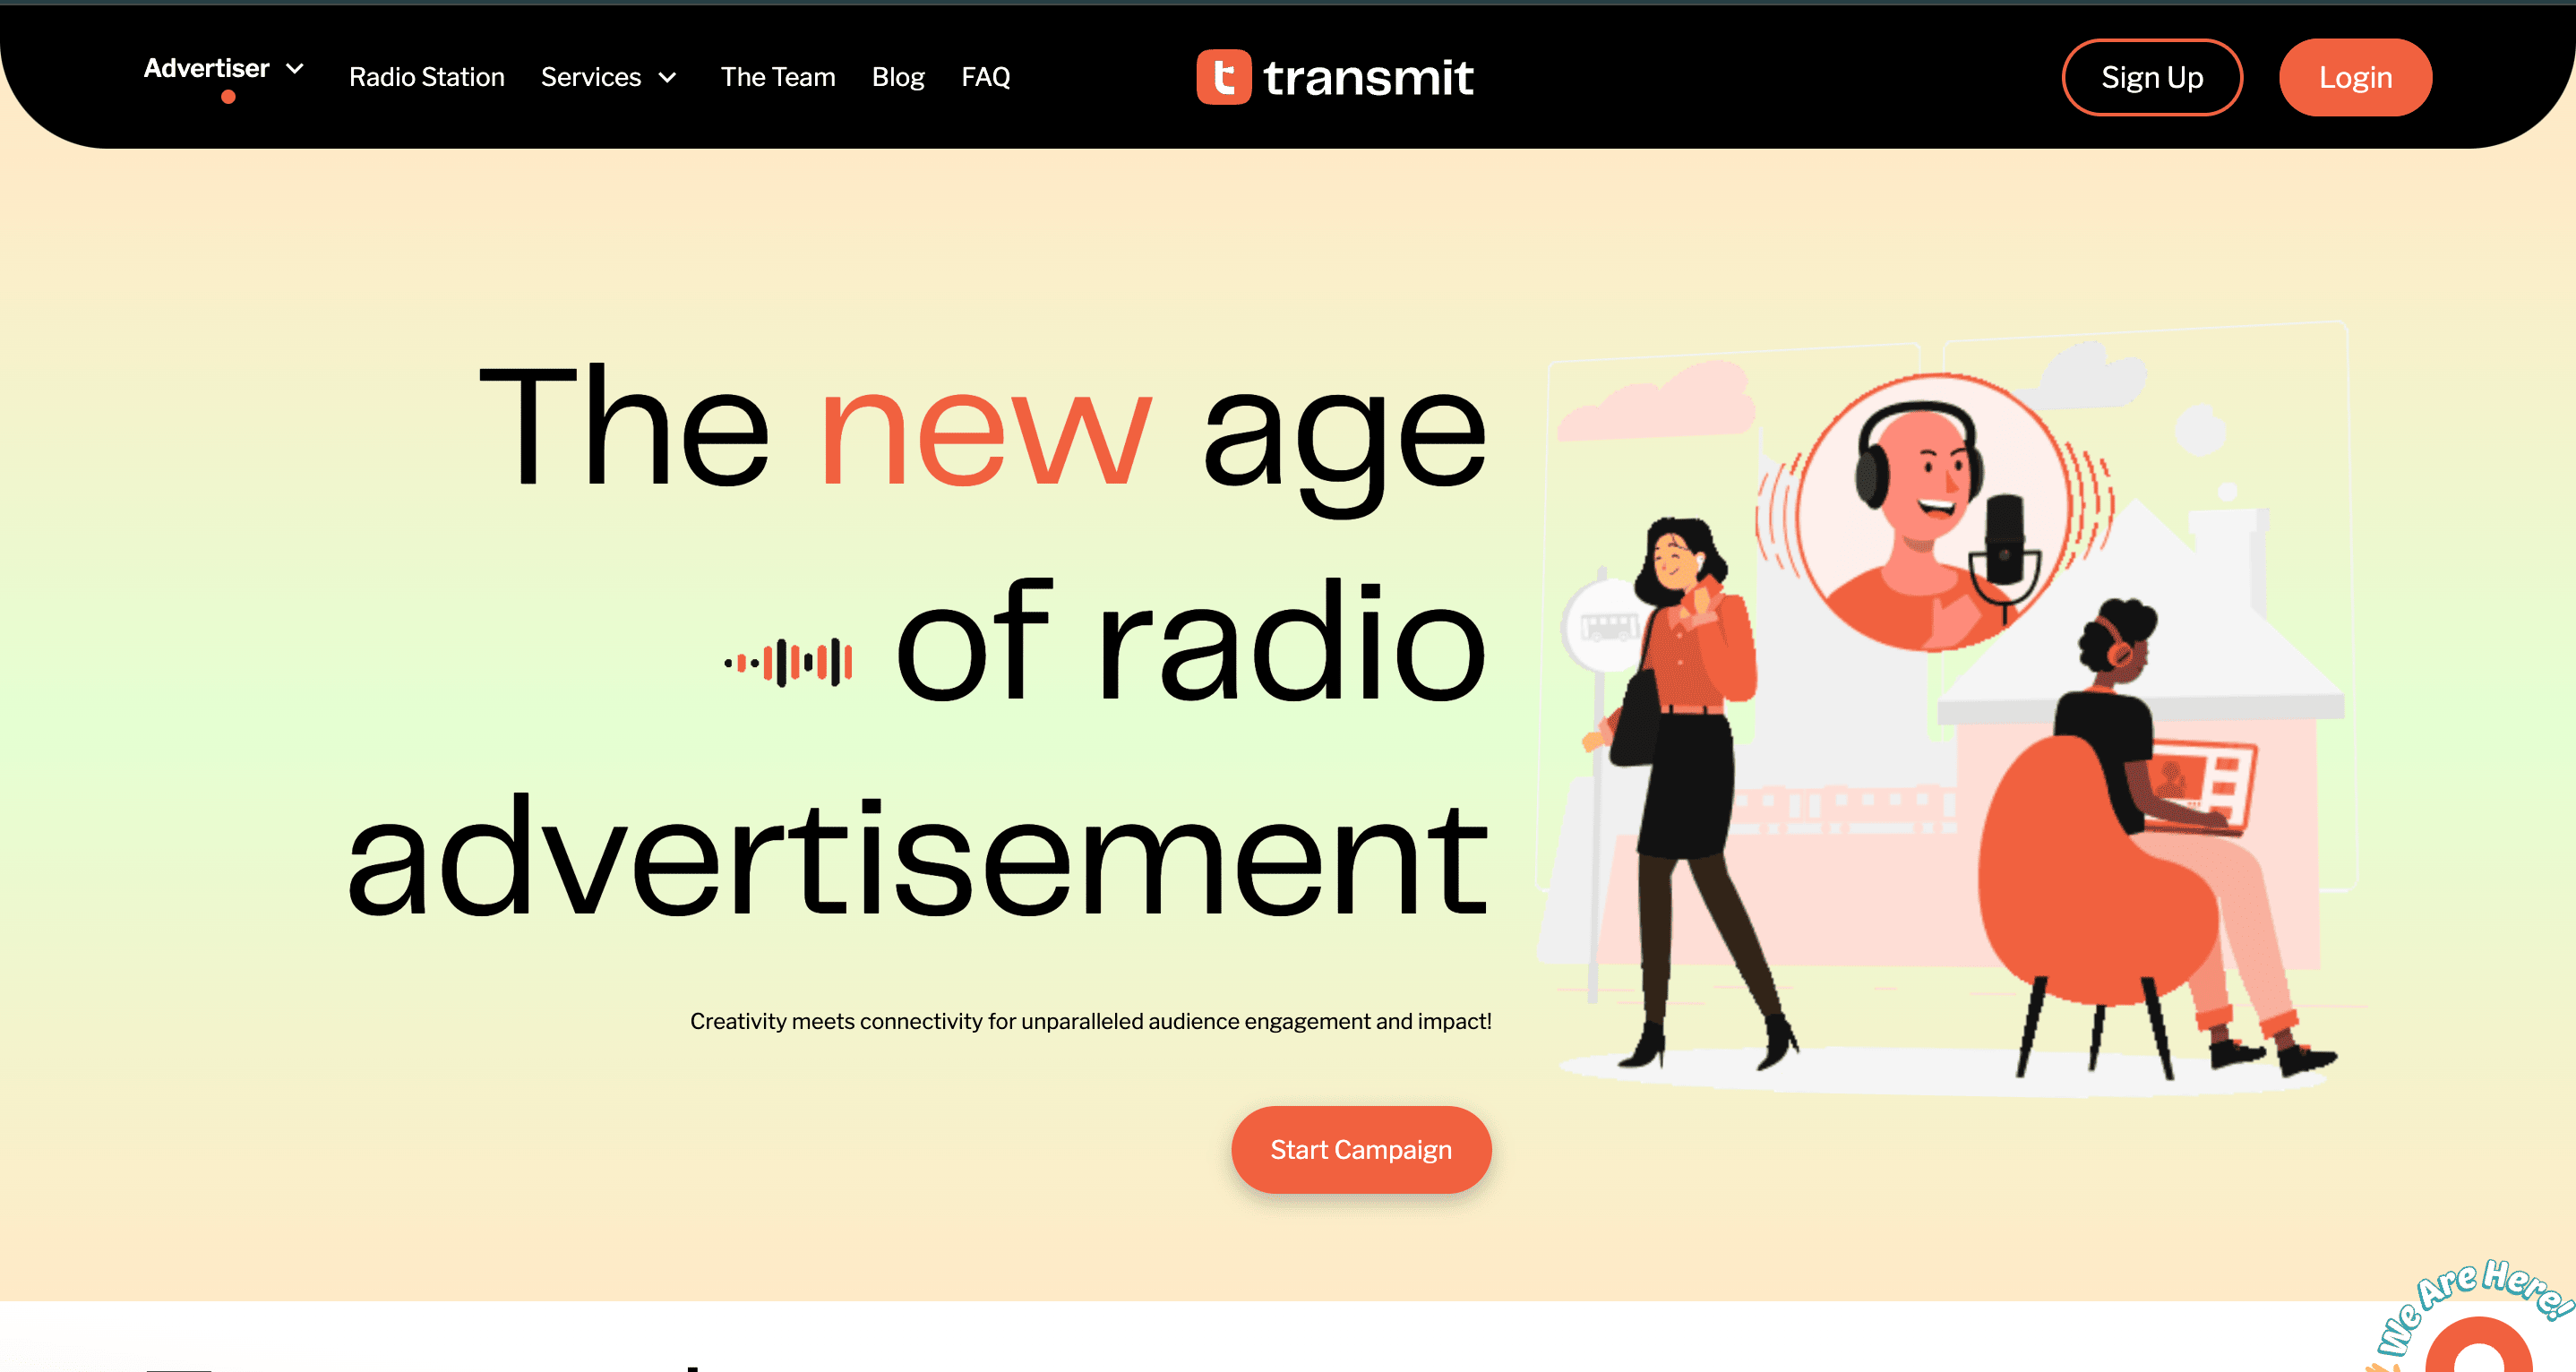 Advertiser Radio Station Services The Team Blog FAQ t transmit Sign Up Login
The new age
of radio
advertisement
Creativity meets connectivity for unparalleled audience engagement and impact!
Start Campaign
We Are Here!